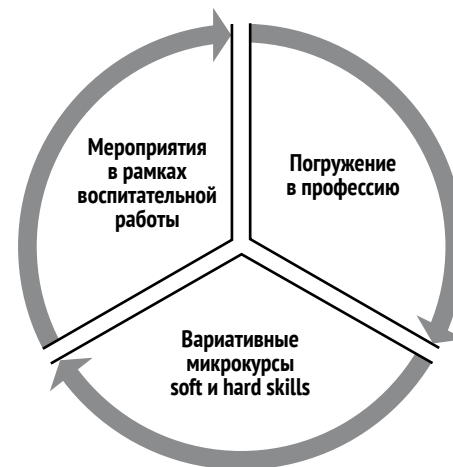 Мероприятия
в рамках
воспитательной
работы
Погружение
в профессию
Вариативные
микрокурсы
soft и hard skills